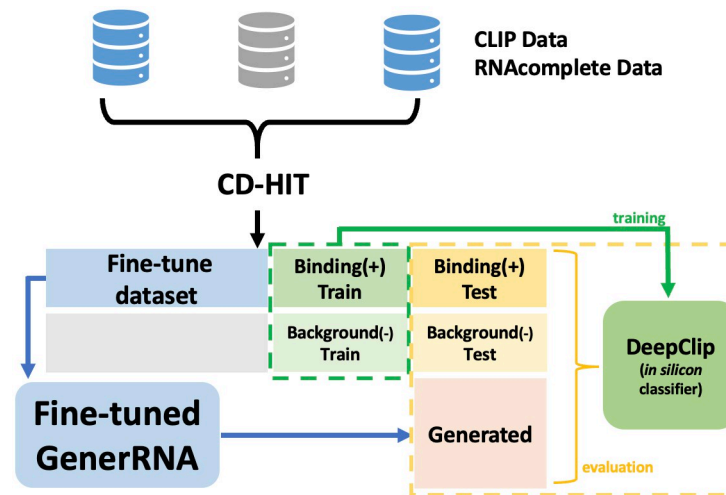 CLIP Data
RNAcomplete Data
CD-HIT
training
Fine-tune
dataset
Binding(+)
Train
Binding(+)
Test
Background(-)
Train
Background(-)
Test
DeepClip
(in silicon
classifier)
Fine-tuned
GenerRNA
Generated
evaluation